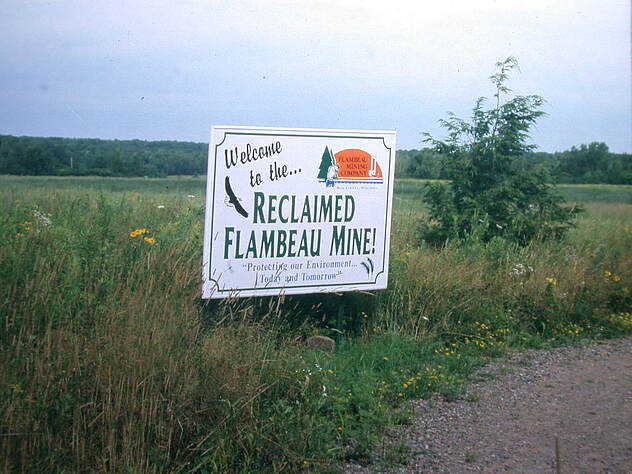 Welcome
to the...
FLAMBEAU
MINING
COMPANY
RECLAIMED
FLAMBEAU MINE!
"Protecting our Environment...
Today and Tomorrow"